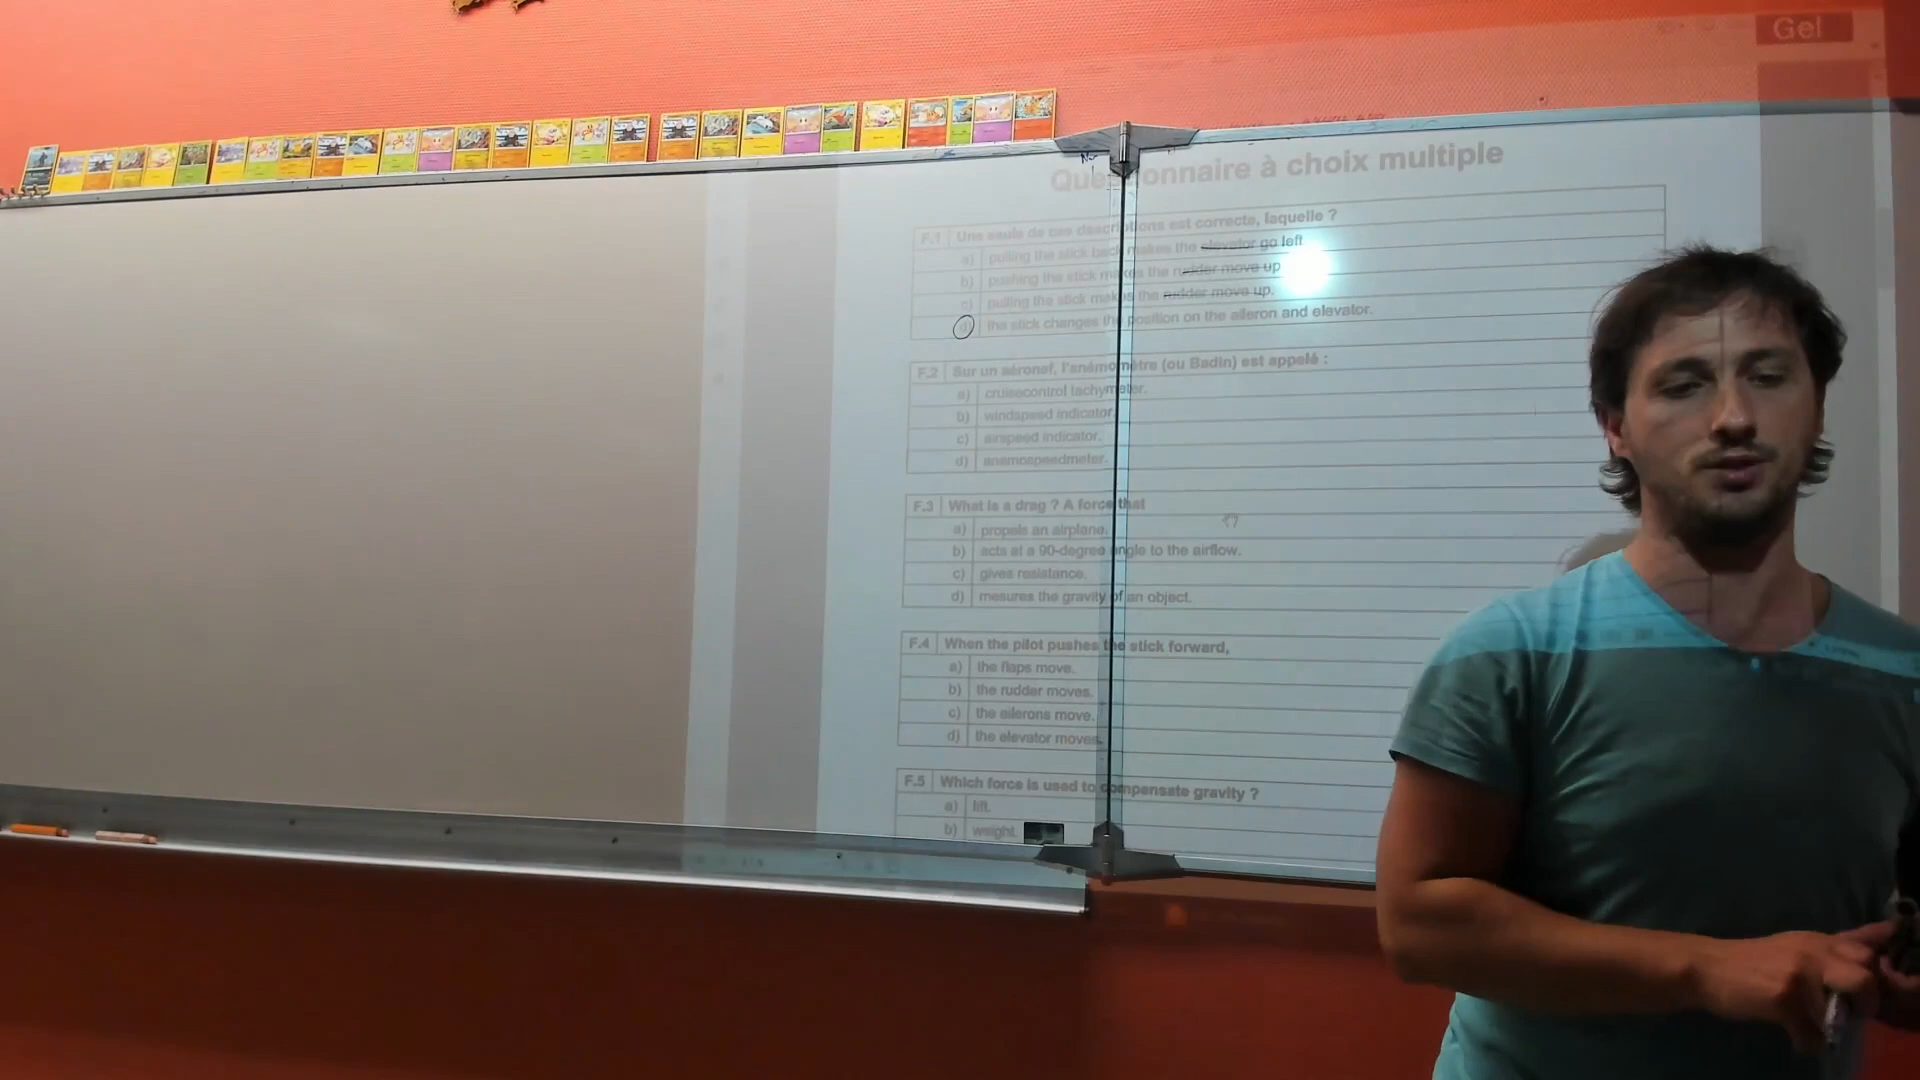 Gel
Questionnaire à choix multiple
F.1 Une seule de ces descriptions est correcte, laquelle ?
a) pulling the stick back makes the elevator go left
b) pushing the stick makes the rudder move up
c) pulling the stick makes the rudder move up.
d) the stick changes the position on the aileron and elevator.
F.2 Sur un aéronef, l'anémomètre (ou Badin) est appelé :
a) cruisecontrol tachymeter.
b) windspeed indicator.
c) airspeed indicator.
d) anemospeedmeter.
F.3 What is a drag ? A force that
a) propels an airplane.
b) acts at a 90-degree angle to the airflow.
c) gives resistance.
d) mesures the gravity of an object.
F.4 When the pilot pushes the stick forward,
a) the flaps move.
b) the rudder moves.
c) the ailerons move.
d) the elevator moves.
F.5 Which force is used to compensate gravity ?
a) lift.
b) weight